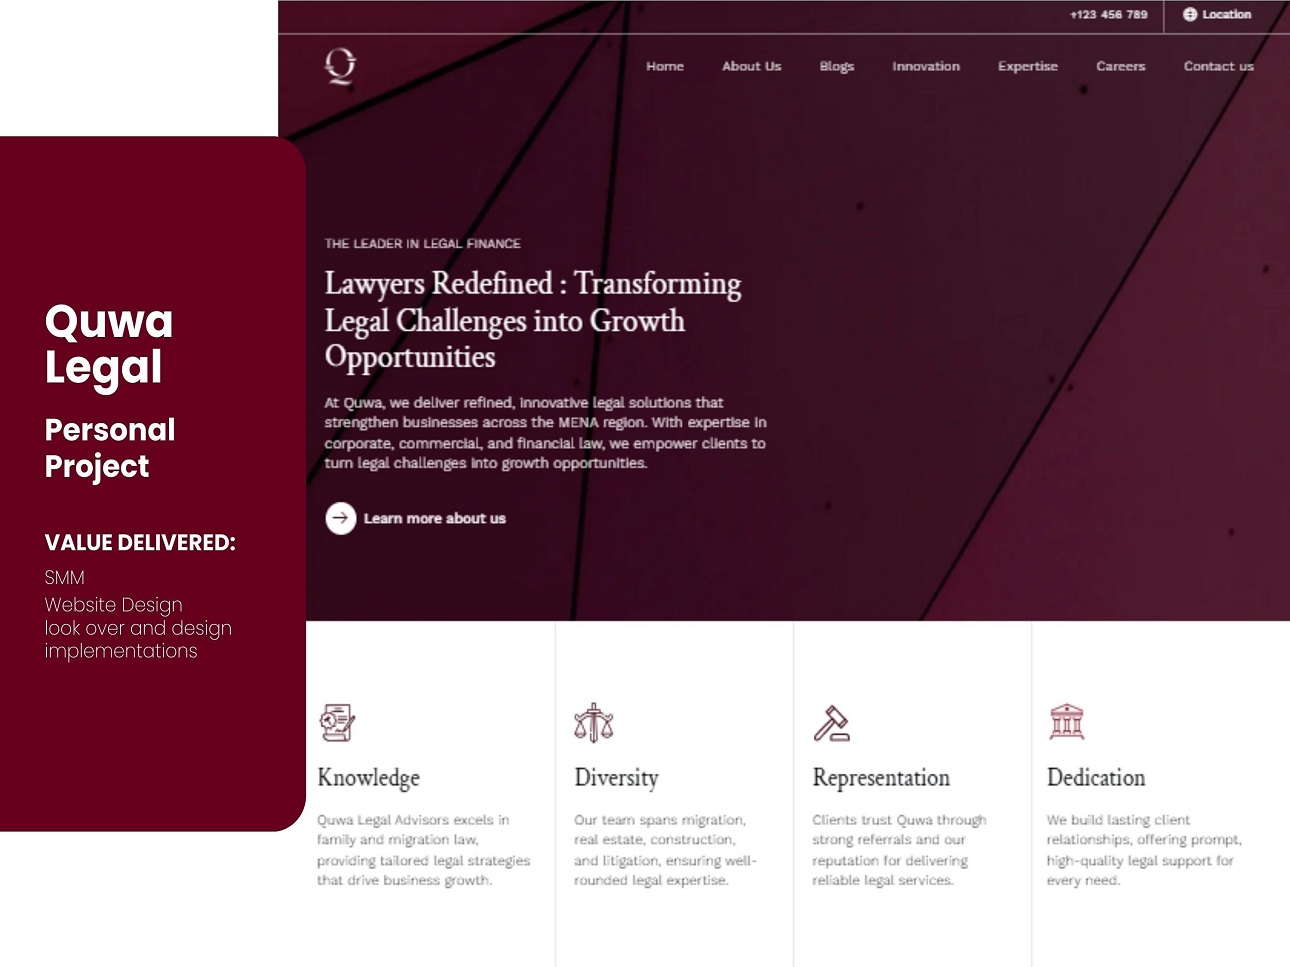 +123 456 789
Location
Q
Home
About Us
Blogs
Innovation
Expertise
Careers
Contact us
Quwa
Legal
Personal
Project
VALUE DELIVERED:
SMM
Website Design
look over and design
implementations
THE LEADER IN LEGAL FINANCE
Lawyers Redefined : Transforming
Legal Challenges into Growth
Opportunities
At Quwa, we deliver refined, innovative legal solutions that
strengthen businesses across the MENA region. With expertise in
corporate, commercial, and financial law, we empower clients to
turn legal challenges into growth opportunities.
Learn more about us
Knowledge
Quwa Legal Advisors excels in
family and migration law,
providing tailored legal strategies
that drive business growth.
Diversity
Our team spans migration,
real estate, construction,
and litigation, ensuring well-
rounded legal expertise.
Representation
Clients trust Quwa through
strong referrals and our
reputation for delivering
reliable legal services.
Dedication
We build lasting client
relationships, offering prompt,
high-quality legal support for
every need.